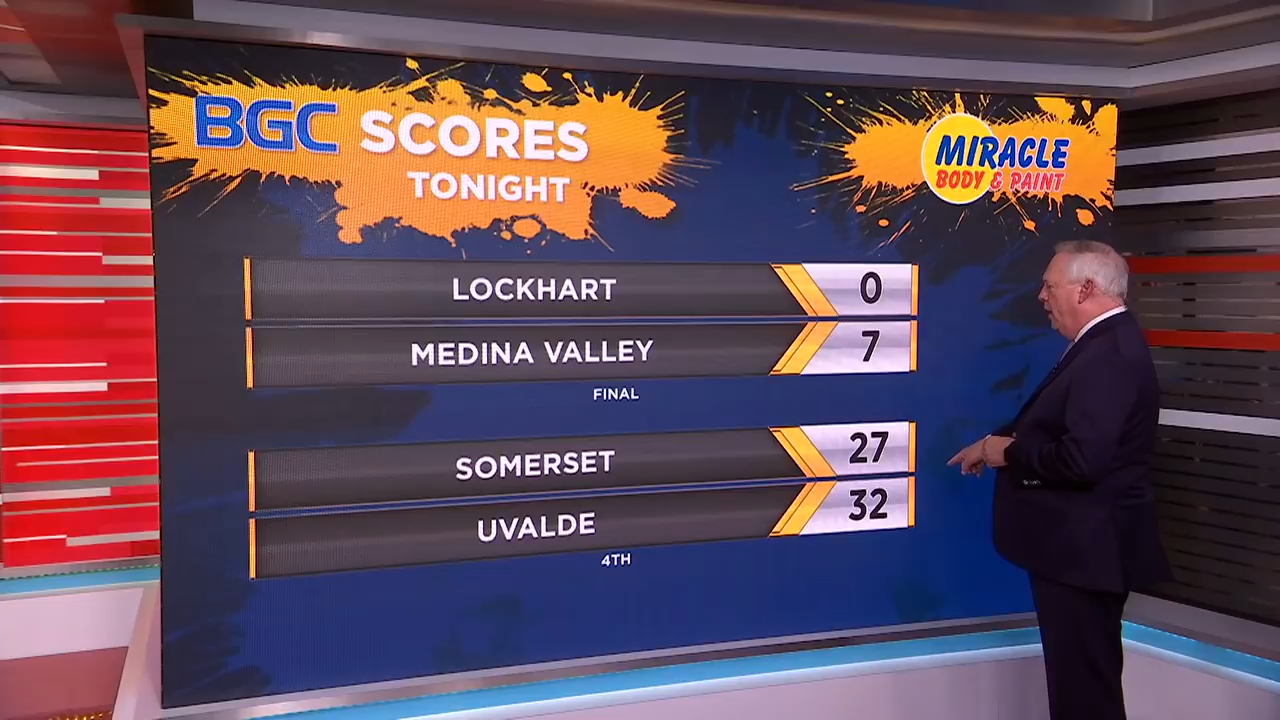 BGC SCORES
TONIGHT
MIRACLE
BODY & PAINT
LOCKHART 0
MEDINA VALLEY 7
FINAL
SOMERSET 27
UVALDE 32
4TH